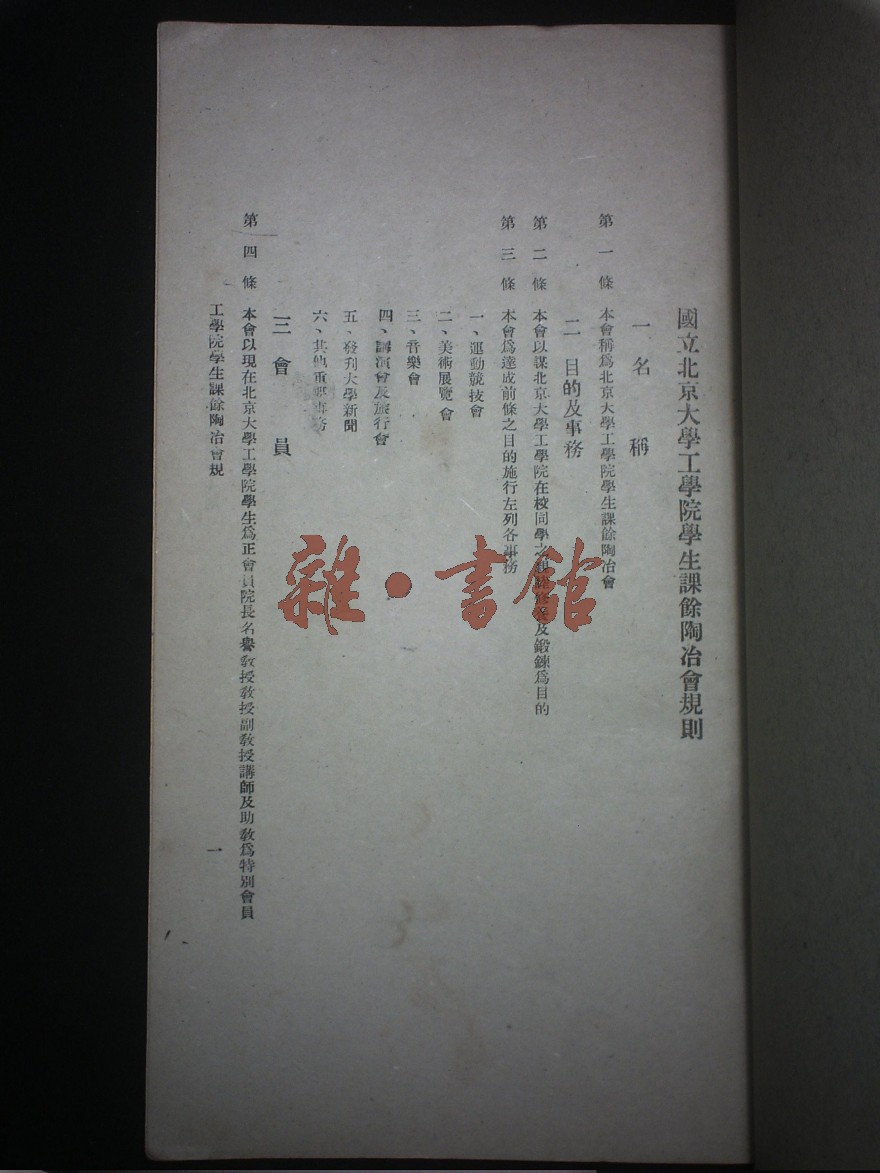 國立北京大學工學院學生課餘陶冶會規則
一 名 稱
第一條 本會稱爲北京大學工學院學生課餘陶冶會
二 目的及事務
第二條 本會以謀北京大學工學院在校同學之及鍛鍊爲目的
第三條 本會爲達成前條之目的施行左列各事務
一、運動競技會
二、美術展覽會
三、音樂會
四、講演會及旅行會
五、發刊大學新聞
六、其他重要事務
三 會 員
第四條 本會以現在北京大學工學院學生爲正會員院長名譽教授教授副教授講師及助教爲特別會員
工學院學生課餘陶冶會規
一
雜·書館